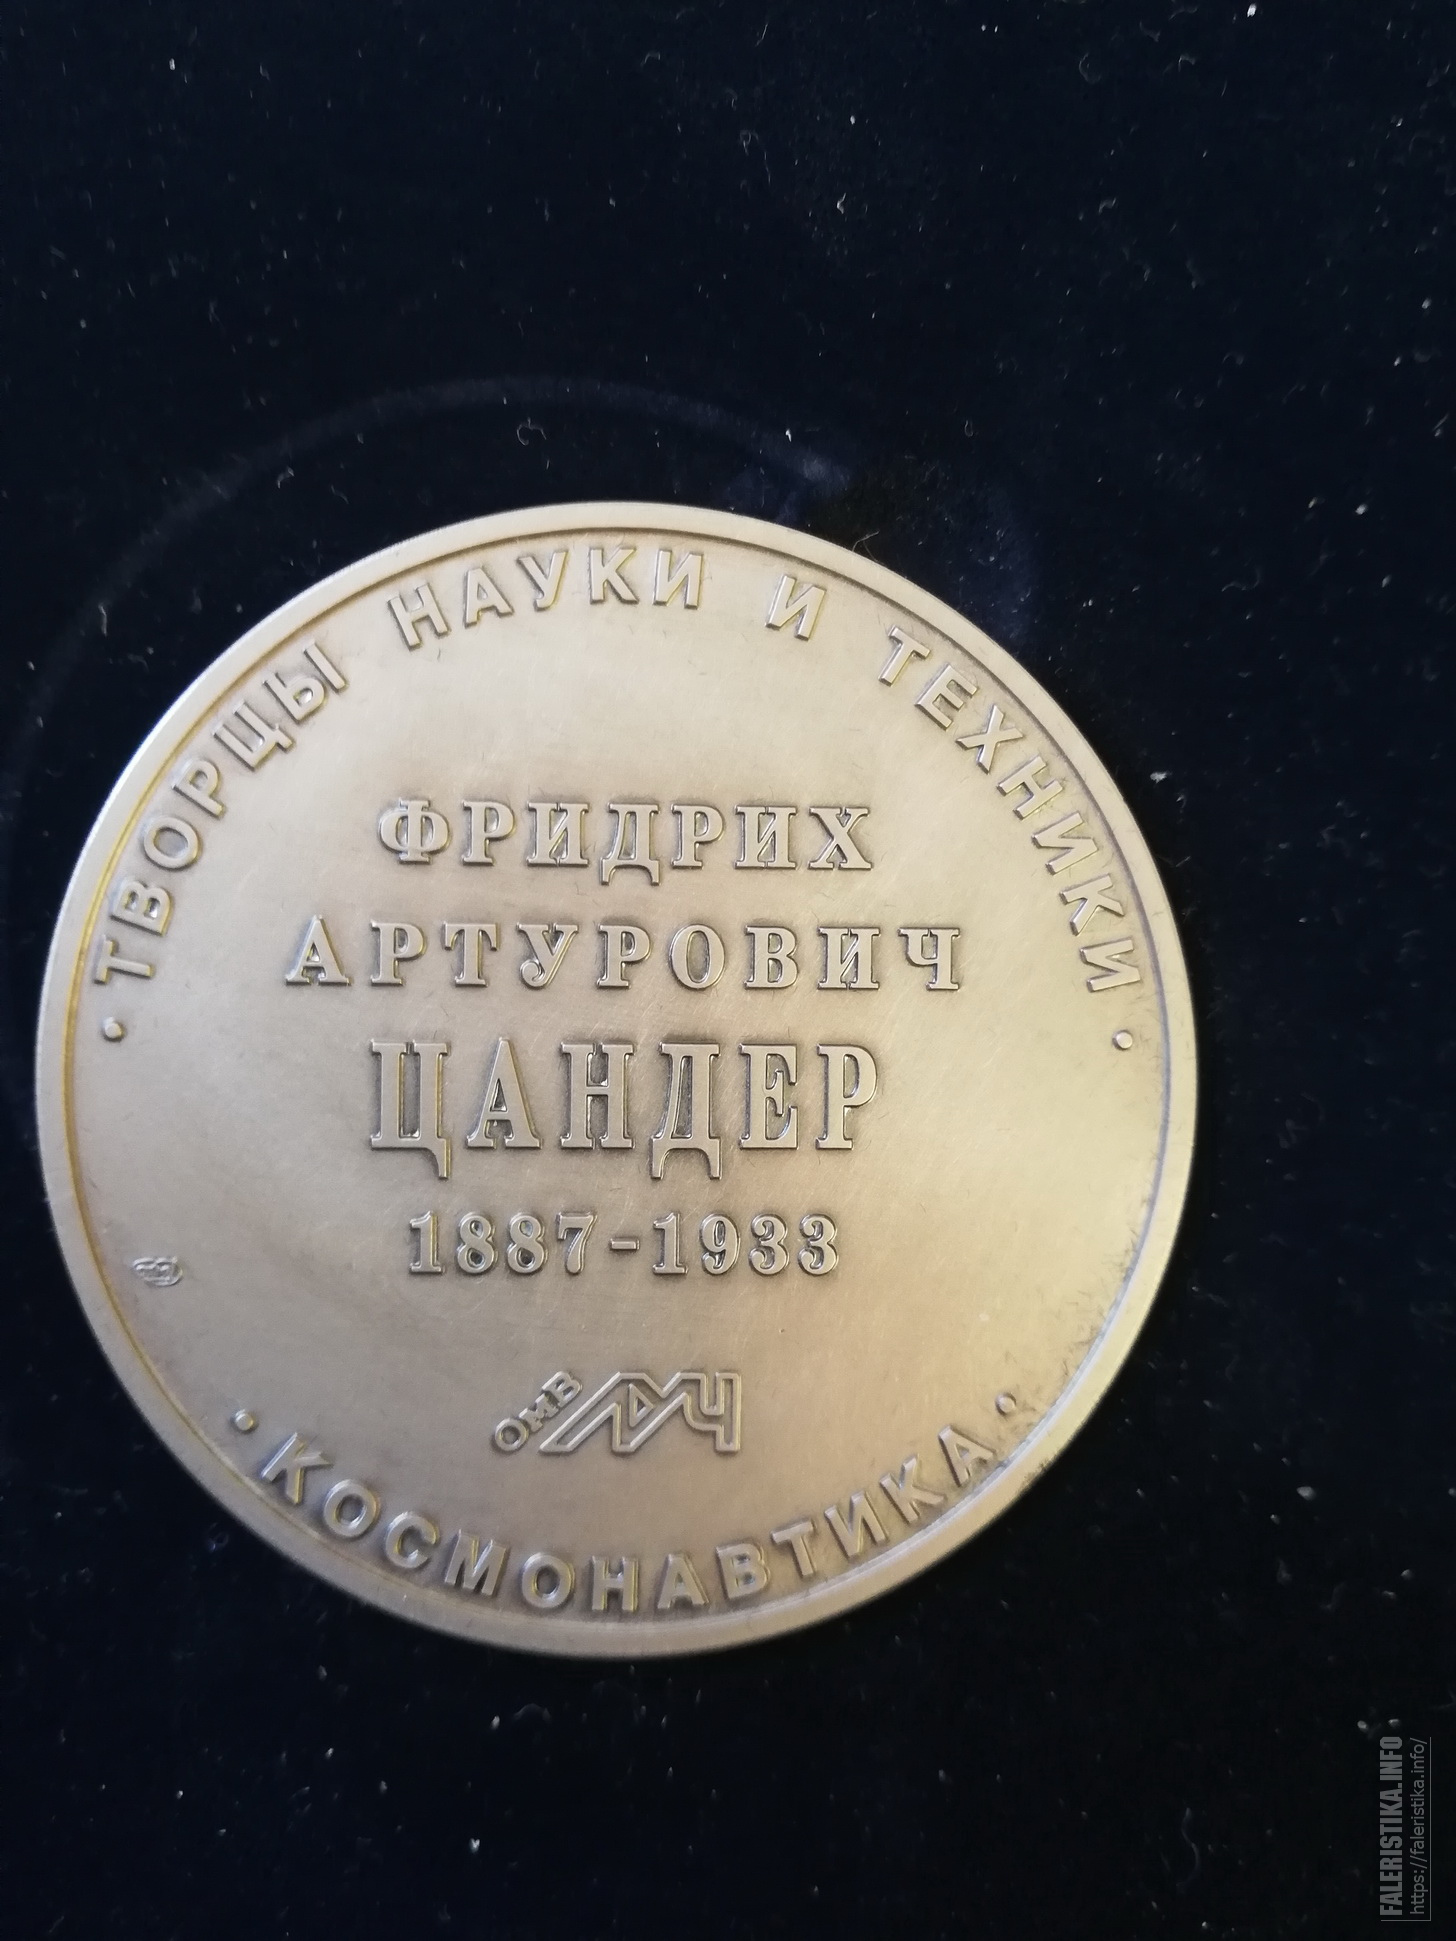 • ТВОРЦЫ НАУКИ И ТЕХНИКИ •
ФРИДРИХ
АРТУРОВИЧ
ЦАНДЕР
1887-1933
ОмВ
• КОСМОНАВТИКА •
FALERISTIKA.INFO
https://faleristika.info/